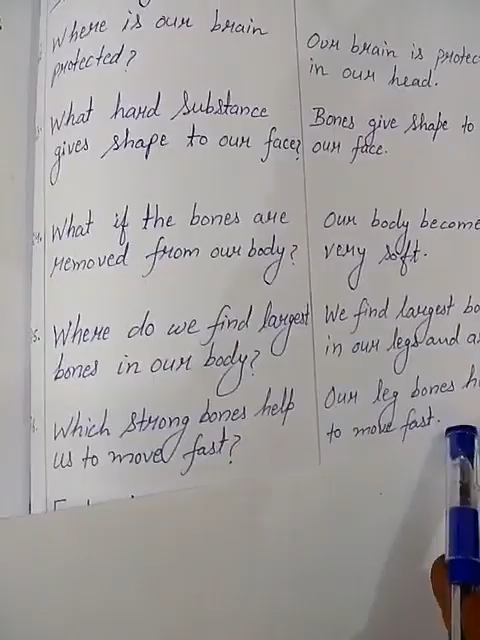 Where is our brain
protected?
Our brain is
in our head.
What hard substance
gives shape to our face?
Bones give shape to
our face.
What if the bones are
removed from our body?
Our body become
very soft.
5. Where do we find largest
bones in our body?
We find largest
in our legs and
Which strong bones help
us to move fast?
Our leg bones
to move fast.